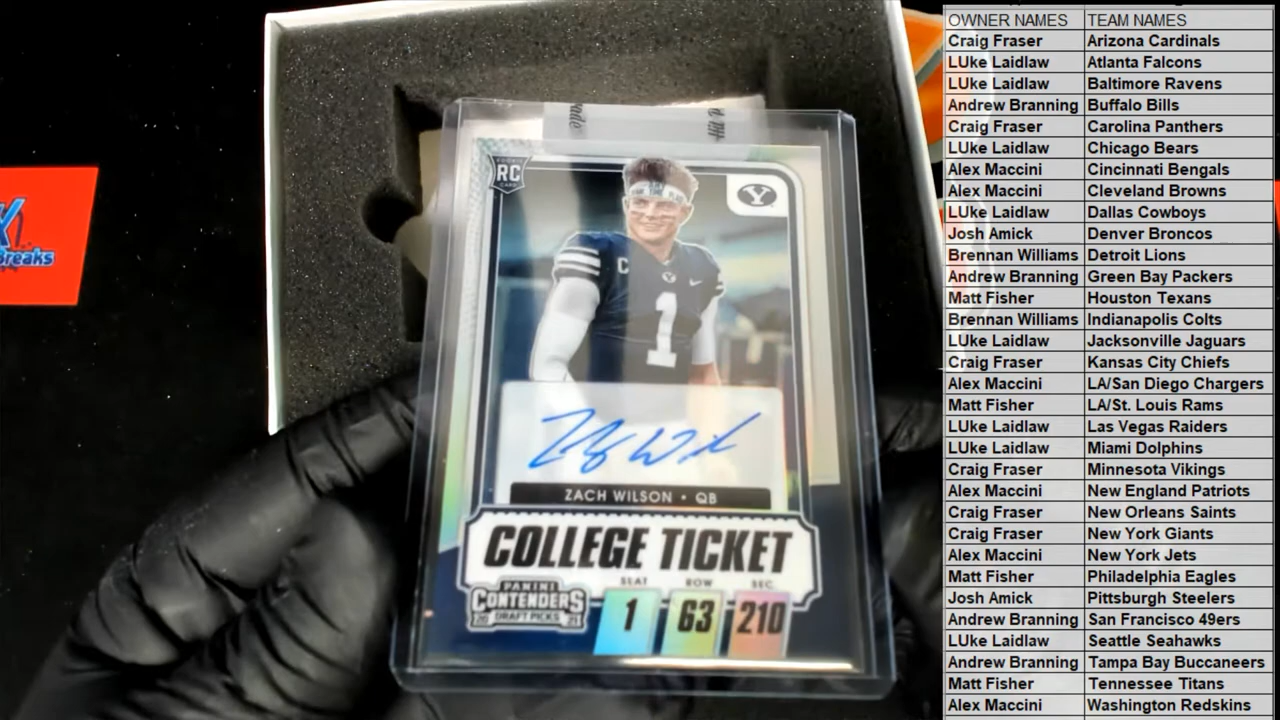 RC
ROOKIE
CARD
Y
C
1
ZACH WILSON • QB
COLLEGE TICKET
PANINI
CONTENDERS
DRAFT PICKS
20 21
SEAT ROW SEC
1 63 210
Breaks
OWNER NAMES TEAM NAMES
Craig Fraser Arizona Cardinals
LUke Laidlaw Atlanta Falcons
LUke Laidlaw Baltimore Ravens
Andrew Branning Buffalo Bills
Craig Fraser Carolina Panthers
LUke Laidlaw Chicago Bears
Alex Maccini Cincinnati Bengals
Alex Maccini Cleveland Browns
LUke Laidlaw Dallas Cowboys
Josh Amick Denver Broncos
Brennan Williams Detroit Lions
Andrew Branning Green Bay Packers
Matt Fisher Houston Texans
Brennan Williams Indianapolis Colts
LUke Laidlaw Jacksonville Jaguars
Craig Fraser Kansas City Chiefs
Alex Maccini LA/San Diego Chargers
Matt Fisher LA/St. Louis Rams
LUke Laidlaw Las Vegas Raiders
LUke Laidlaw Miami Dolphins
Craig Fraser Minnesota Vikings
Alex Maccini New England Patriots
Craig Fraser New Orleans Saints
Craig Fraser New York Giants
Alex Maccini New York Jets
Matt Fisher Philadelphia Eagles
Josh Amick Pittsburgh Steelers
Andrew Branning San Francisco 49ers
LUke Laidlaw Seattle Seahawks
Andrew Branning Tampa Bay Buccaneers
Matt Fisher Tennessee Titans
Alex Maccini Washington Redskins